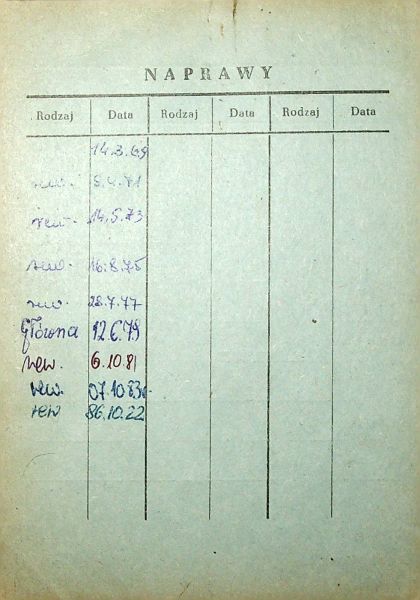 NAPRAWY
Rodzaj Data Rodzaj Data Rodzaj Data
14.3.69
rew. 5.4.71
rew. 14.5.73
rew. 16.8.75
rew. 28.7.77
główna 12.6.79
rew. 6.10.81
rew. 07.10.83
rew 86.10.22